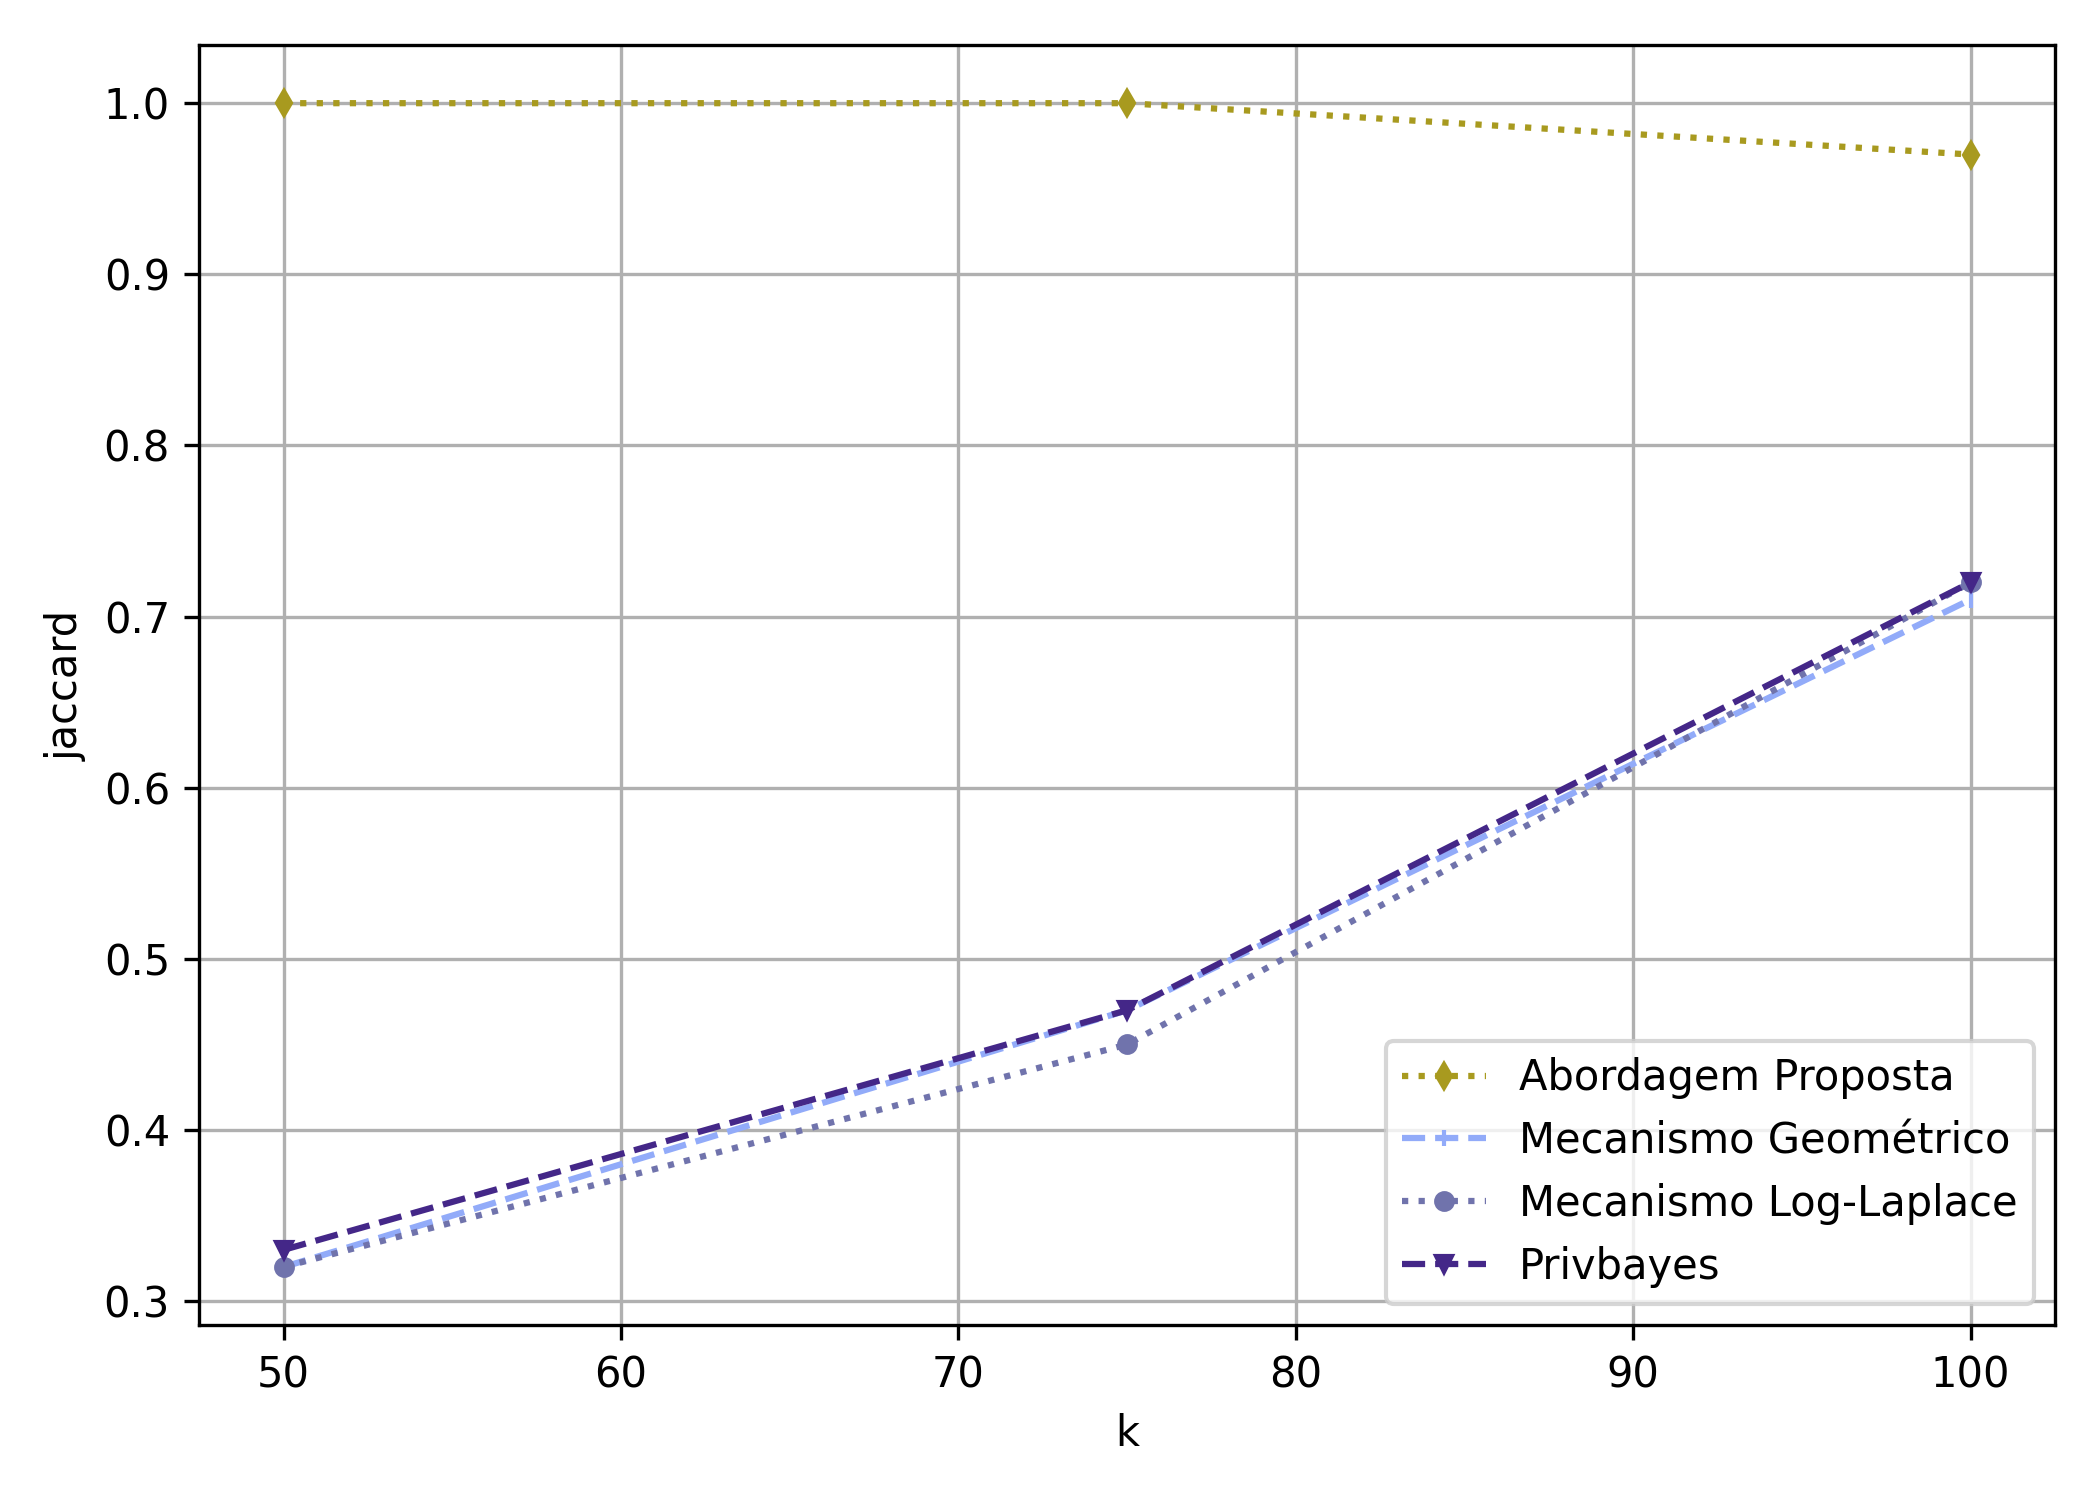 1.0
0.9
0.8
0.7
0.6
0.5
0.4
0.3
jaccard
50 60 70 80 90 100
k
Abordagem Proposta
Mecanismo Geométrico
Mecanismo Log-Laplace
Privbayes